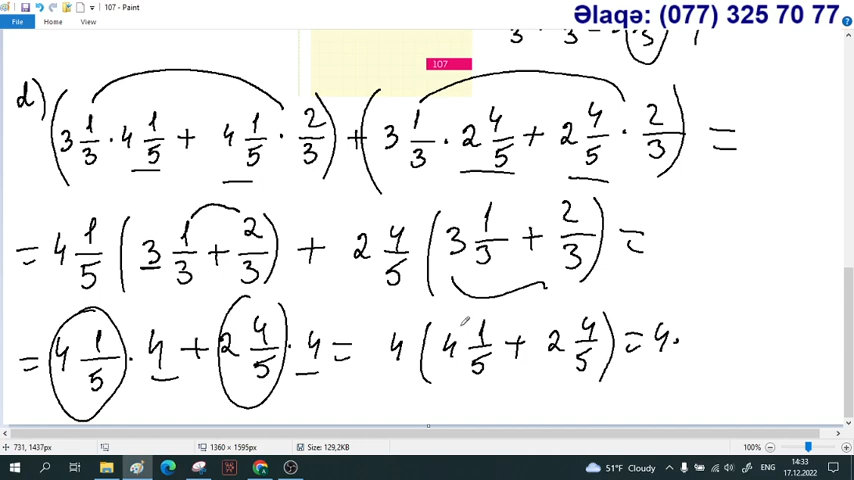 107 - Paint
Əlaqə: (077) 325 70 77
File Home View
107
d) (3 1/3 · 4 1/5 + 4 1/5 · 2/3) + (3 1/3 · 2 4/5 + 2 4/5 · 2/3) =
= 4 1/5 (3 1/3 + 2/3) + 2 4/5 (3 1/3 + 2/3) =
= 4 1/5 · 4 + 2 4/5 · 4 = 4 (4 1/5 + 2 4/5) = 4·
731, 1437px 1360 × 1595px Size: 129,2KB 100%
51°F Cloudy ENG 14:33
17.12.2022